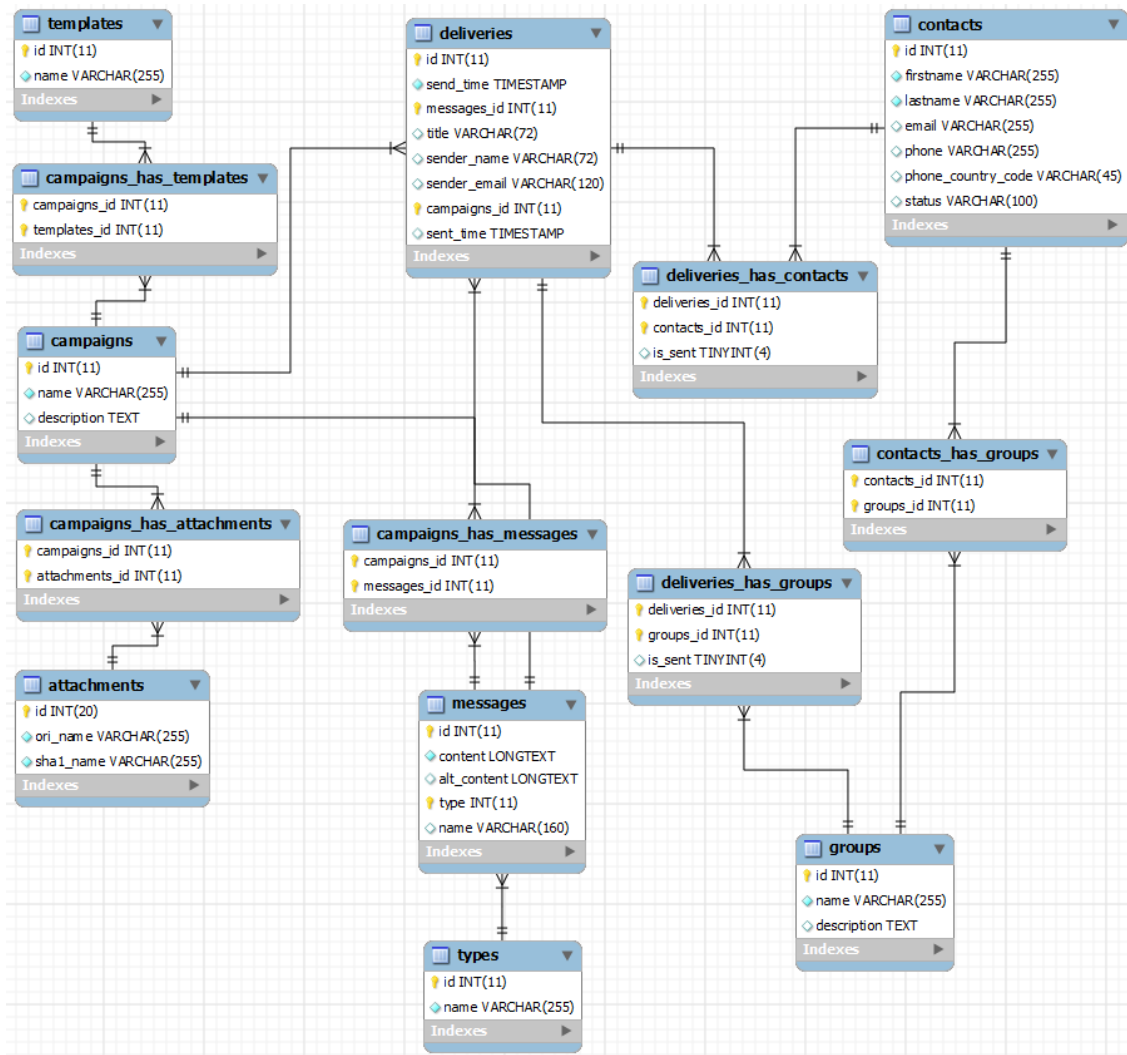 templates
id INT(11)
name VARCHAR(255)
Indexes
campaigns_has_templates
campaigns_id INT(11)
templates_id INT(11)
Indexes
campaigns
id INT(11)
name VARCHAR(255)
description TEXT
Indexes
campaigns_has_attachments
campaigns_id INT(11)
attachments_id INT(11)
Indexes
attachments
id INT(20)
ori_name VARCHAR(255)
sha1_name VARCHAR(255)
Indexes
deliveries
id INT(11)
send_time TIMESTAMP
messages_id INT(11)
title VARCHAR(72)
sender_name VARCHAR(72)
sender_email VARCHAR(120)
campaigns_id INT(11)
sent_time TIMESTAMP
Indexes
campaigns_has_messages
campaigns_id INT(11)
messages_id INT(11)
Indexes
messages
id INT(11)
content LONGTEXT
alt_content LONGTEXT
type INT(11)
name VARCHAR(160)
Indexes
types
id INT(11)
name VARCHAR(255)
Indexes
contacts
id INT(11)
firstname VARCHAR(255)
lastname VARCHAR(255)
email VARCHAR(255)
phone VARCHAR(255)
phone_country_code VARCHAR(45)
status VARCHAR(100)
Indexes
deliveries_has_contacts
deliveries_id INT(11)
contacts_id INT(11)
is_sent TINYINT(4)
Indexes
contacts_has_groups
contacts_id INT(11)
groups_id INT(11)
Indexes
deliveries_has_groups
deliveries_id INT(11)
groups_id INT(11)
is_sent TINYINT(4)
Indexes
groups
id INT(11)
name VARCHAR(255)
description TEXT
Indexes